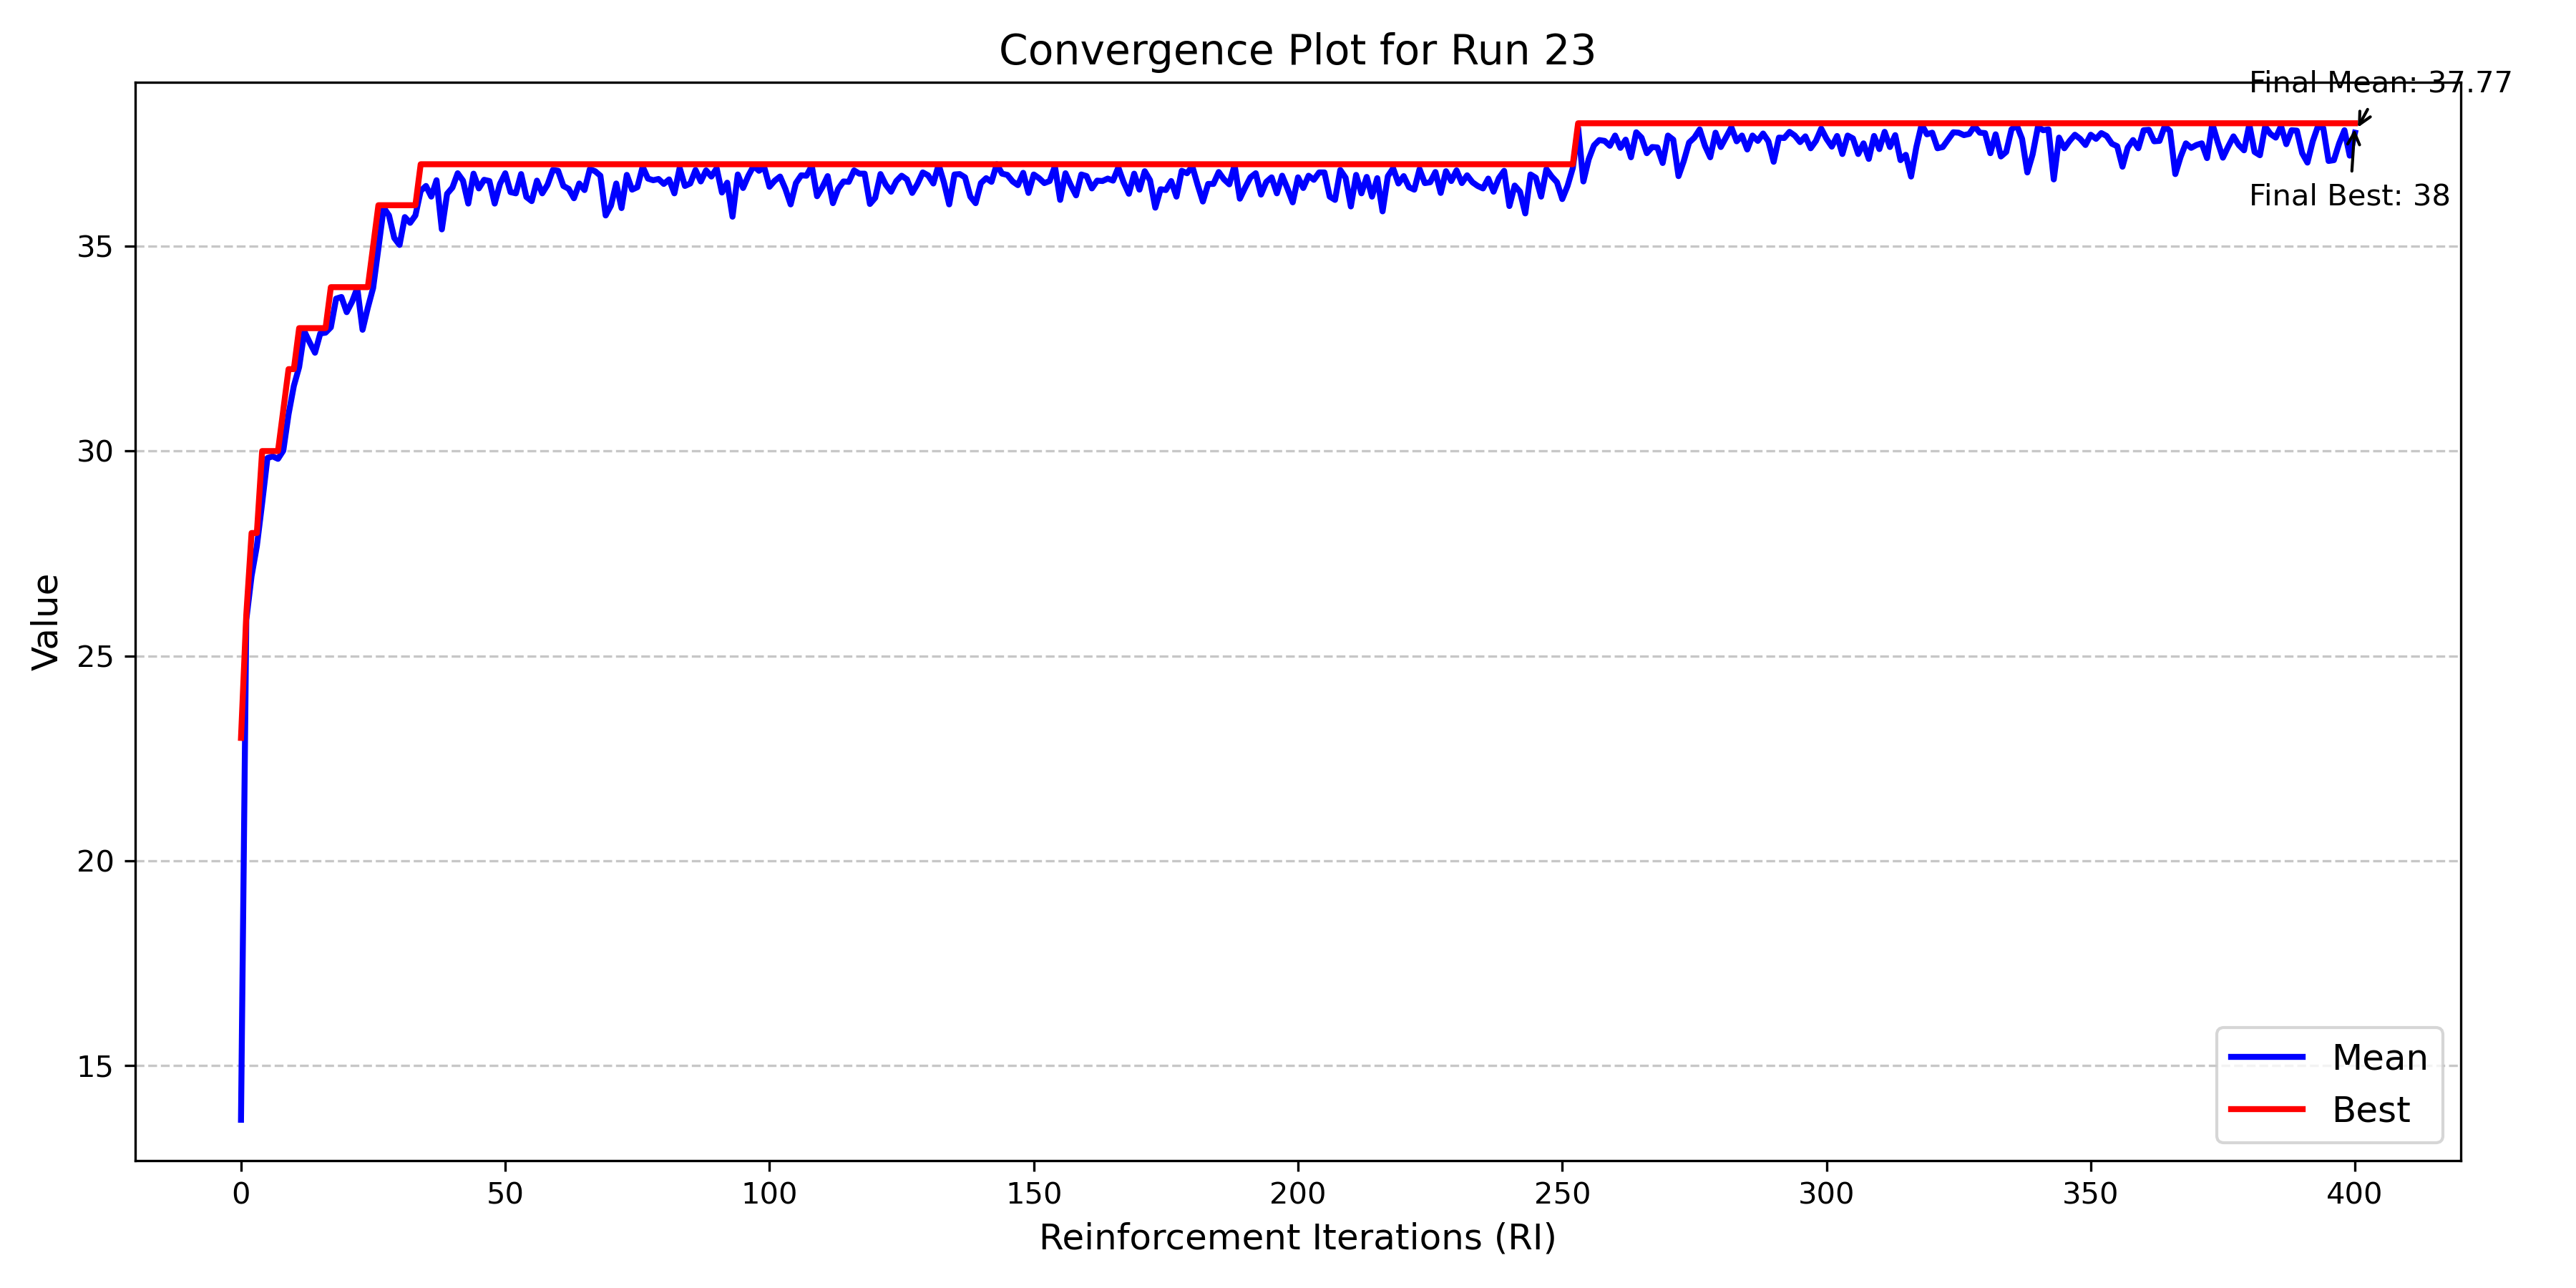 Convergence Plot for Run 23
Final Mean: 37.77
Final Best: 38
Value
35
30
25
20
15
Mean
Best
0 50 100 150 200 250 300 350 400
Reinforcement Iterations (RI)